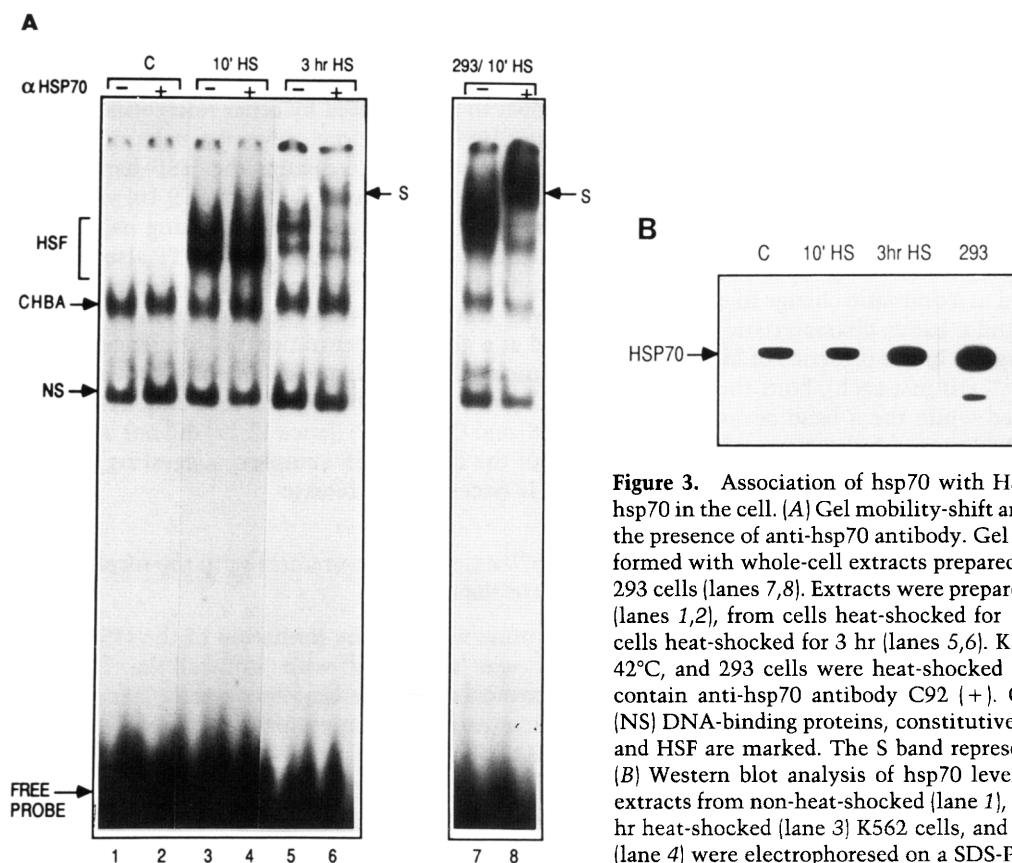 A
C 10' HS 3 hr HS 293/ 10' HS
α HSP70 − + − + − + − +
S S
HSF
CHBA
NS
FREE
PROBE
1 2 3 4 5 6 7 8
B
C 10' HS 3hr HS 293
HSP70
Figure 3. Association of hsp70 with H
hsp70 in the cell. (A) Gel mobility-shift a
the presence of anti-hsp70 antibody. Gel
formed with whole-cell extracts prepared
293 cells (lanes 7,8). Extracts were prepare
(lanes 1,2), from cells heat-shocked for
cells heat-shocked for 3 hr (lanes 5,6). K
42°C, and 293 cells were heat-shocked
contain anti-hsp70 antibody C92 (+).
(NS) DNA-binding proteins, constitutive
and HSF are marked. The S band represe
(B) Western blot analysis of hsp70 leve
extracts from non-heat-shocked (lane 1),
hr heat-shocked (lane 3) K562 cells, and
(lane 4) were electrophoresed on a SDS-P